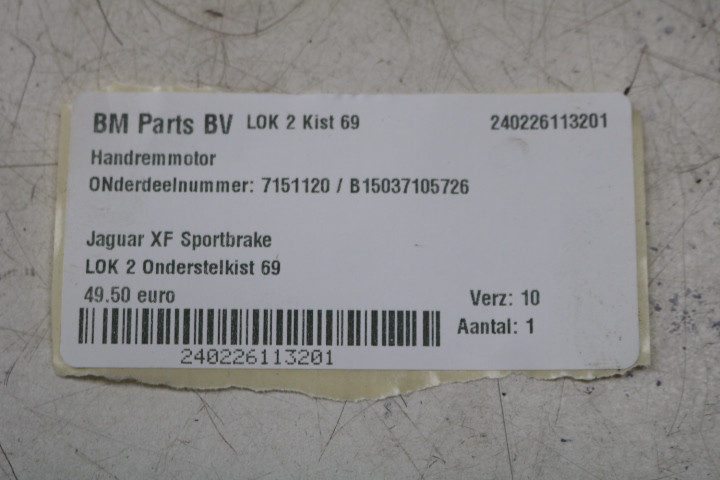 BM Parts BV LOK 2 Kist 69 240226113201
Handremmotor
ONderdeelnummer: 7151120 / B15037105726
Jaguar XF Sportbrake
LOK 2 Onderstelkist 69
49.50 euro Verz: 10
Aantal: 1
240226113201